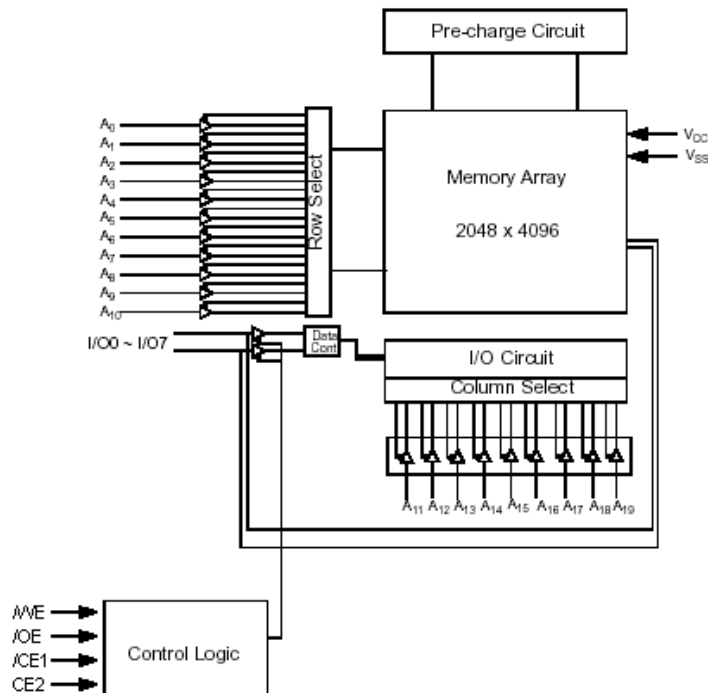 Pre-charge Circuit
A0
A1
A2
A3
A4
A5
A6
A7
A8
A9
A10
Row Select
Memory Array
2048 x 4096
VCC
VSS
I/O0 ~ I/O7
Data
Cont
I/O Circuit
Column Select
A11 A12 A13 A14 A15 A16 A17 A18 A19
/WE
/OE
/CE1
CE2
Control Logic